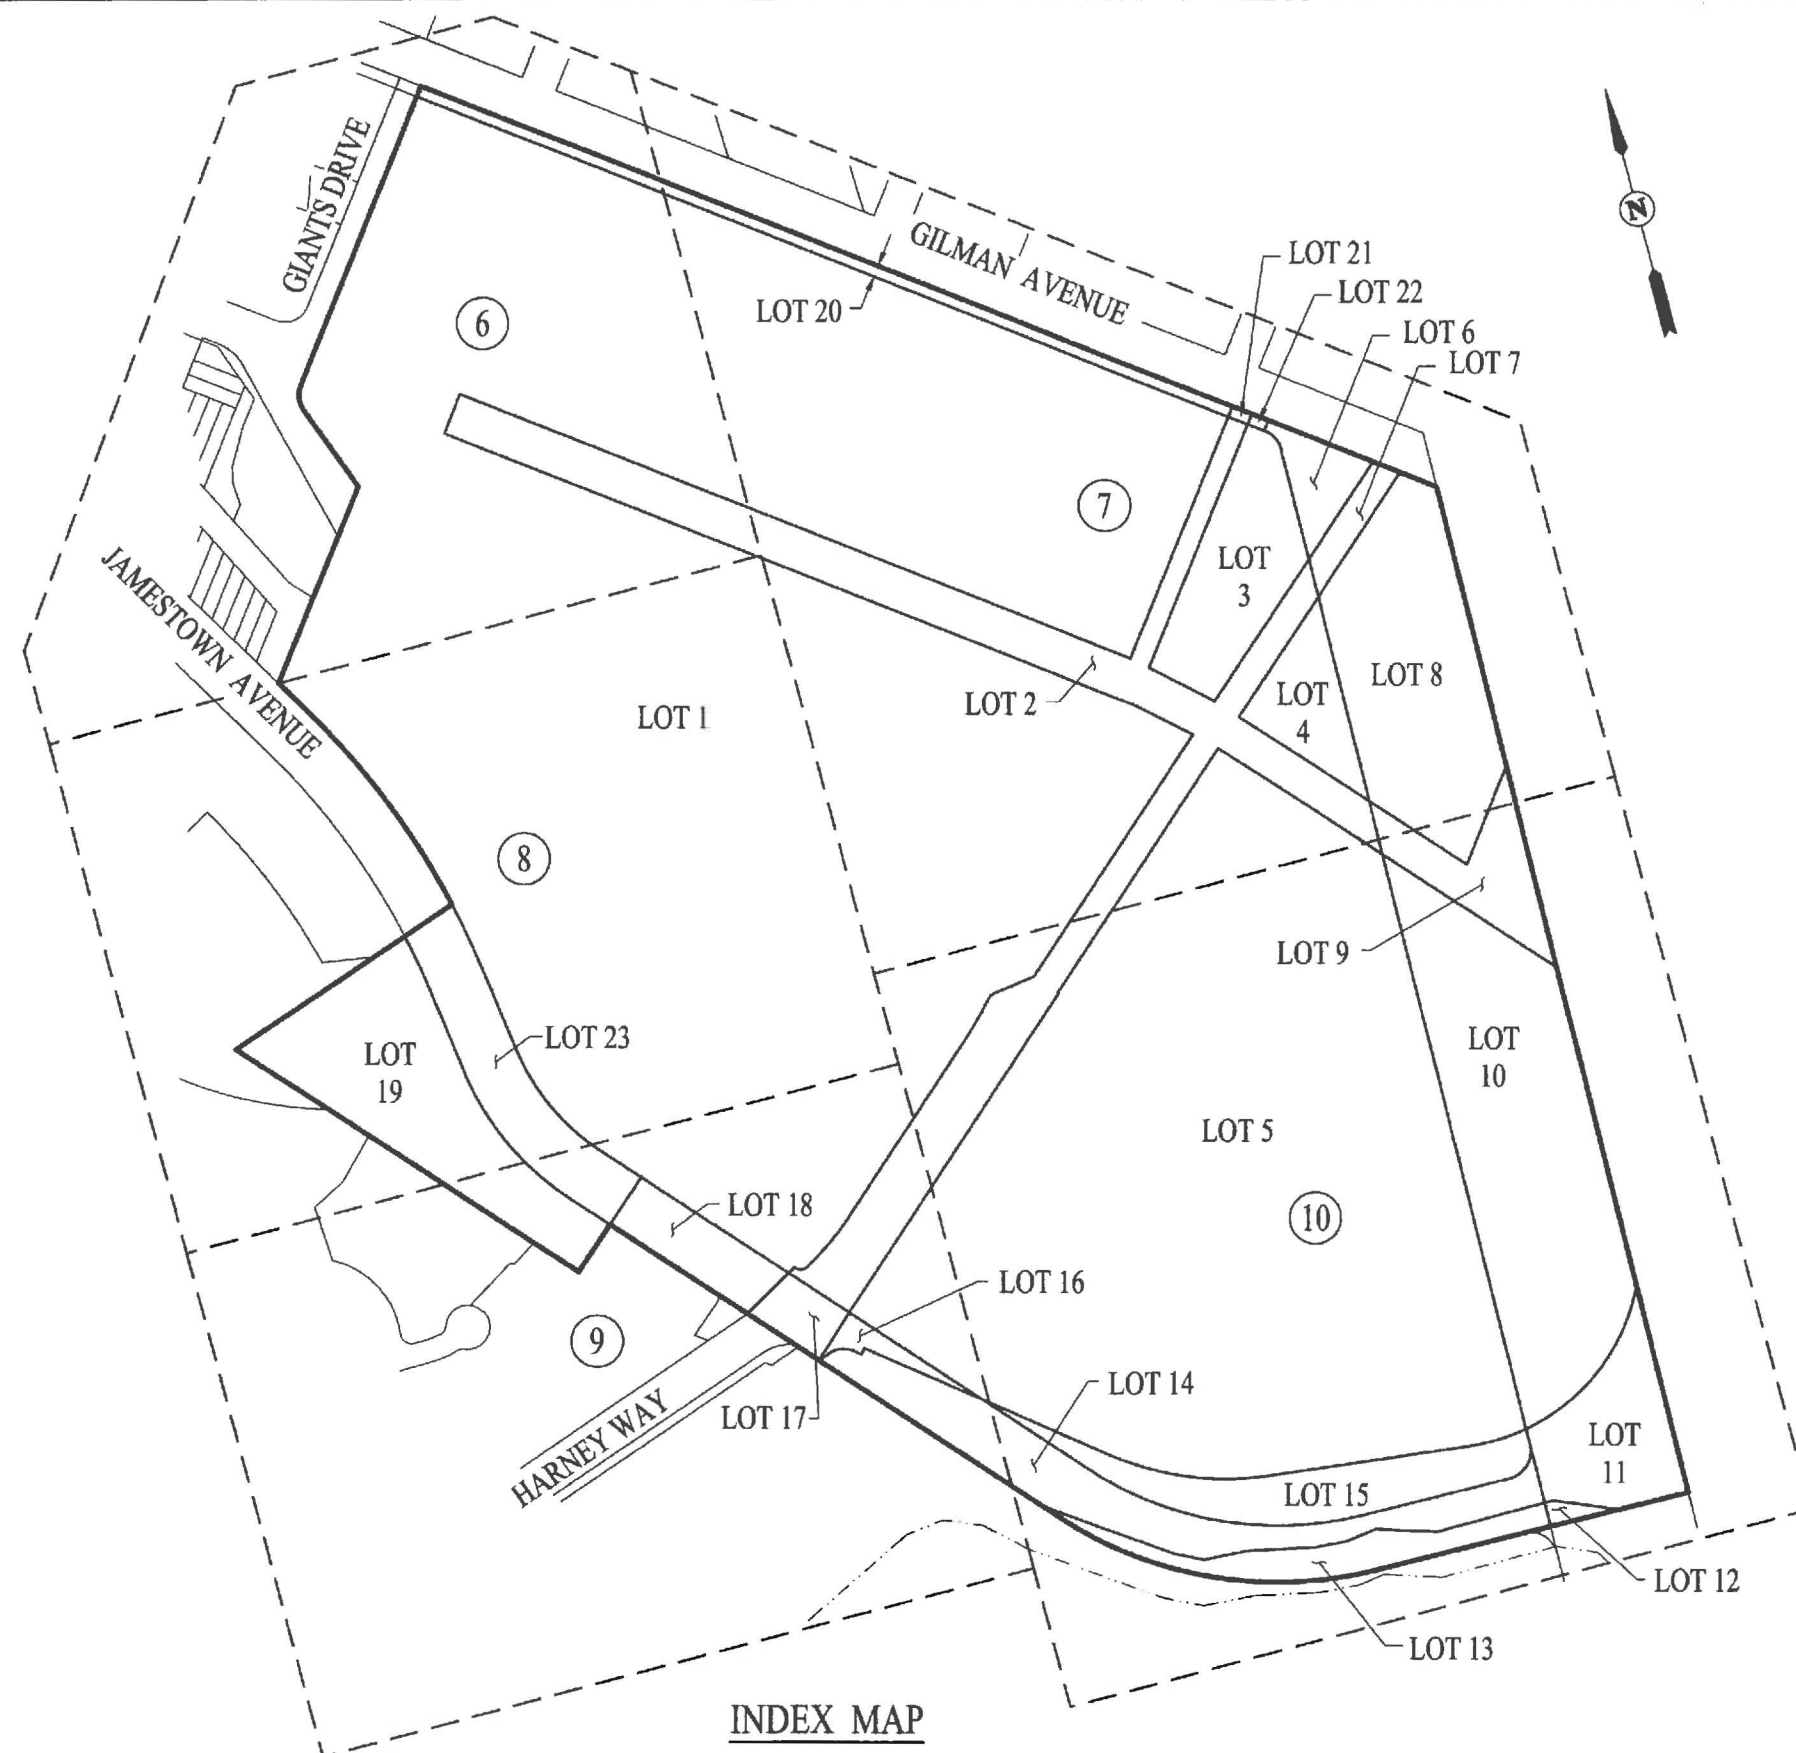 GIANTS DRIVE
N
GILMAN AVENUE
LOT 21
LOT 22
LOT 6
LOT 7
LOT 20
6
7
LOT
3
LOT 8
LOT
4
LOT 2
LOT 1
JAMESTOWN AVENUE
8
LOT 9
LOT
10
LOT 23
LOT
19
LOT 5
LOT 18
10
LOT 16
9
LOT 14
LOT 17
HARNEY WAY
LOT
11
LOT 15
LOT 12
LOT 13
INDEX MAP